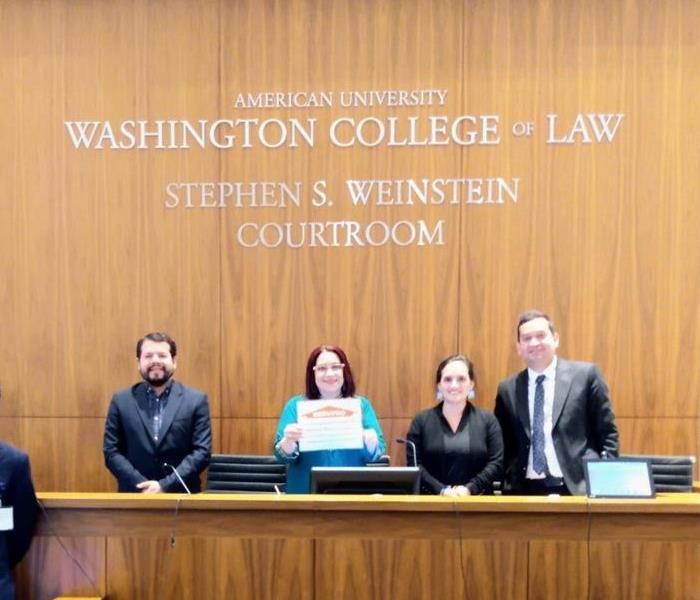 AMERICAN UNIVERSITY
WASHINGTON COLLEGE OF LAW
STEPHEN S. WEINSTEIN
COURTROOM